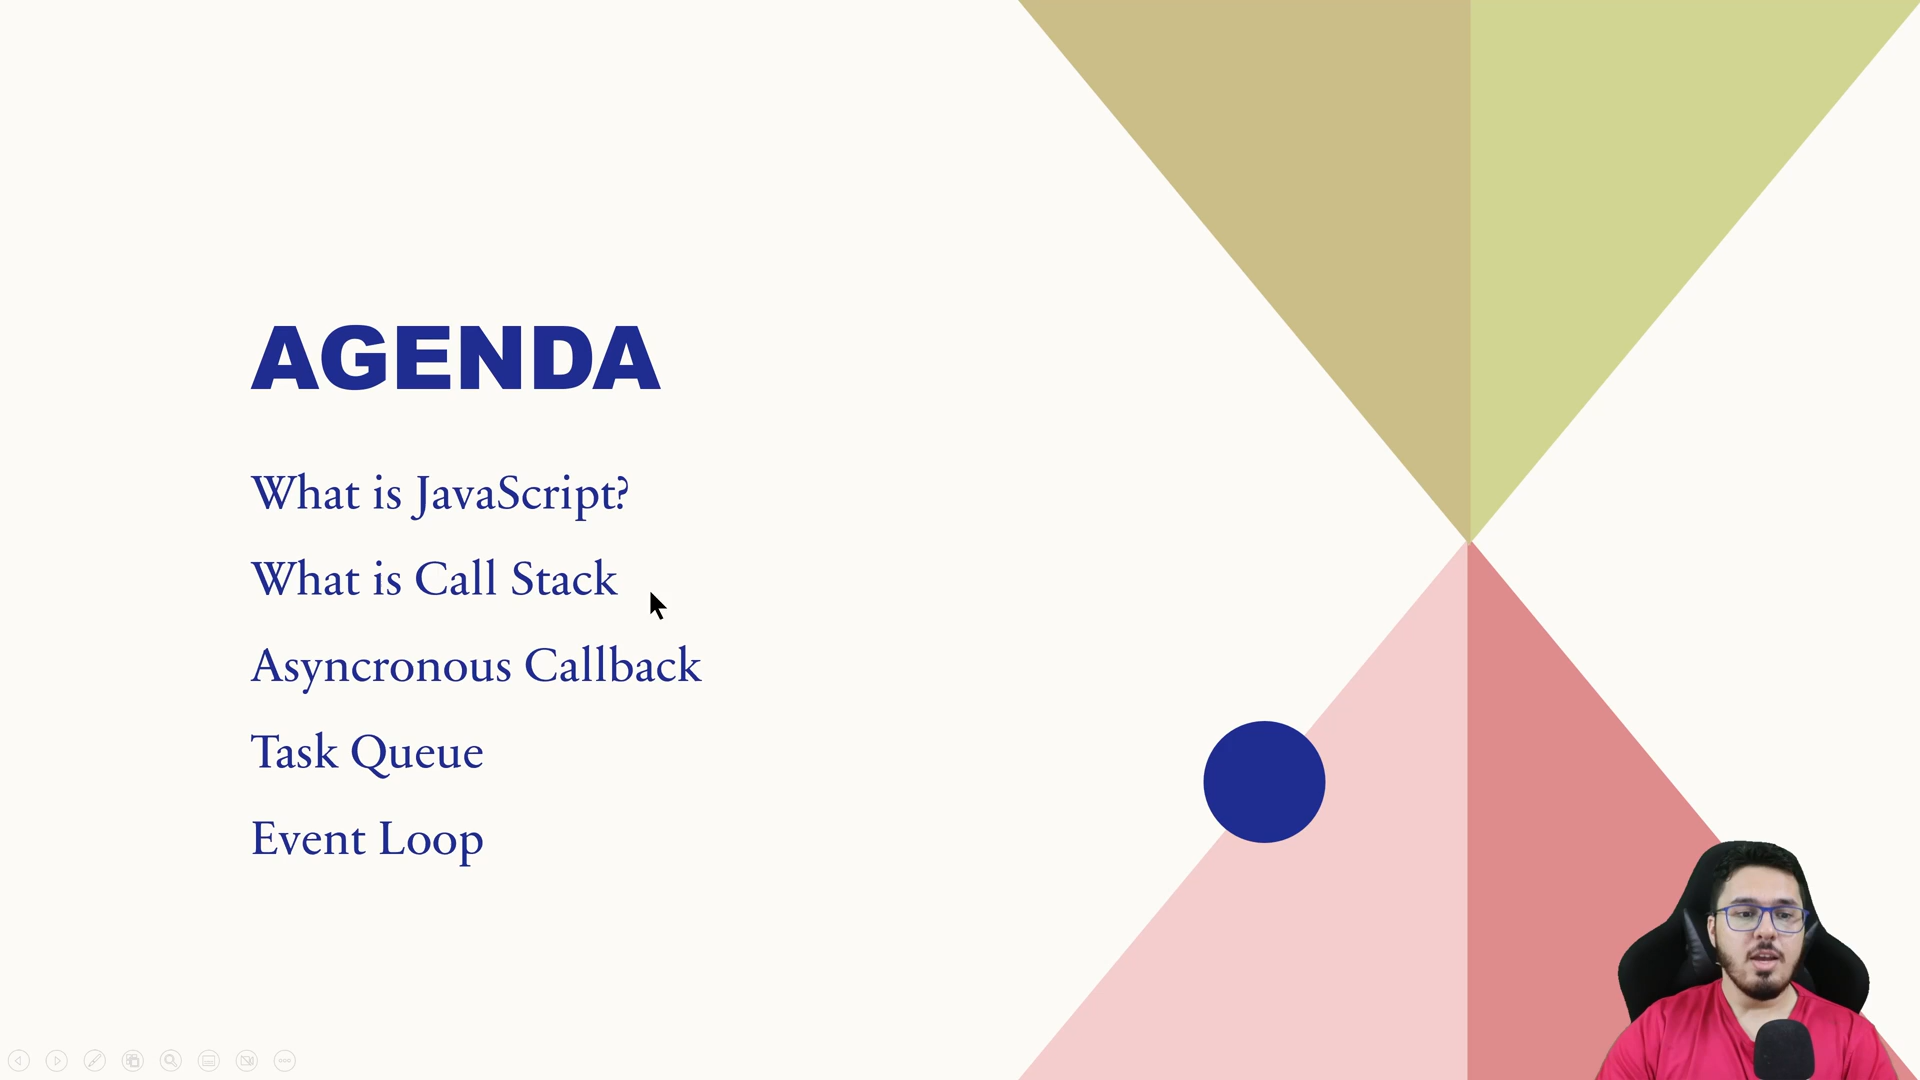 AGENDA
What is JavaScript?
What is Call Stack
Asyncronous Callback
Task Queue
Event Loop